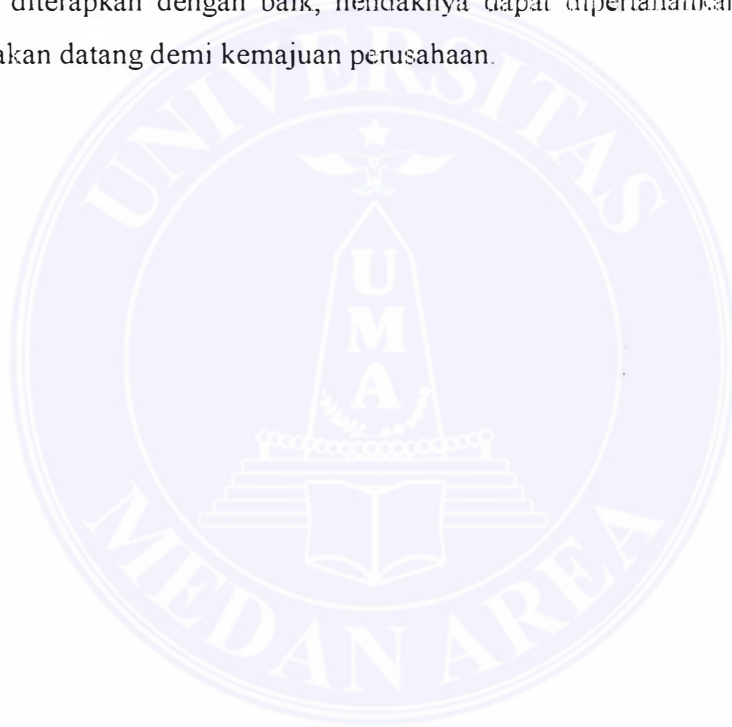 diterapkan dengan baik, hendaknya dapat dipertahankan
akan datang demi kemajuan perusahaan.
UNIVERSITAS
UMA
MEDAN AREA